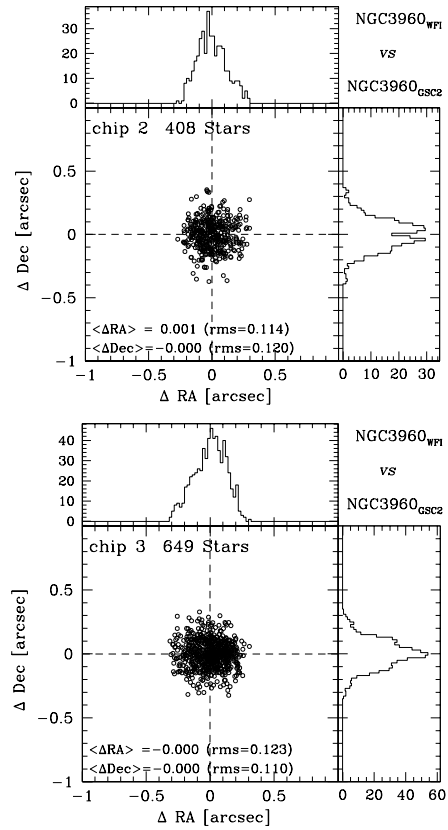 30
20
10
0
NGC3960WFI
vs
NGC3960GSC2
chip 2 408 Stars
0.5
0
-0.5
-1
Δ Dec [arcsec]
<ΔRA> = 0.001 (rms=0.114)
<ΔDec>=-0.000 (rms=0.120)
-1 -0.5 0 0.5
Δ RA [arcsec]
0 10 20 30
40
30
20
10
0
NGC3960WFI
vs
NGC3960GSC2
chip 3 649 Stars
0.5
0
-0.5
-1
Δ Dec [arcsec]
<ΔRA> =-0.000 (rms=0.123)
<ΔDec>=-0.000 (rms=0.110)
-1 -0.5 0 0.5
Δ RA [arcsec]
0 10 20 30 40 50 60